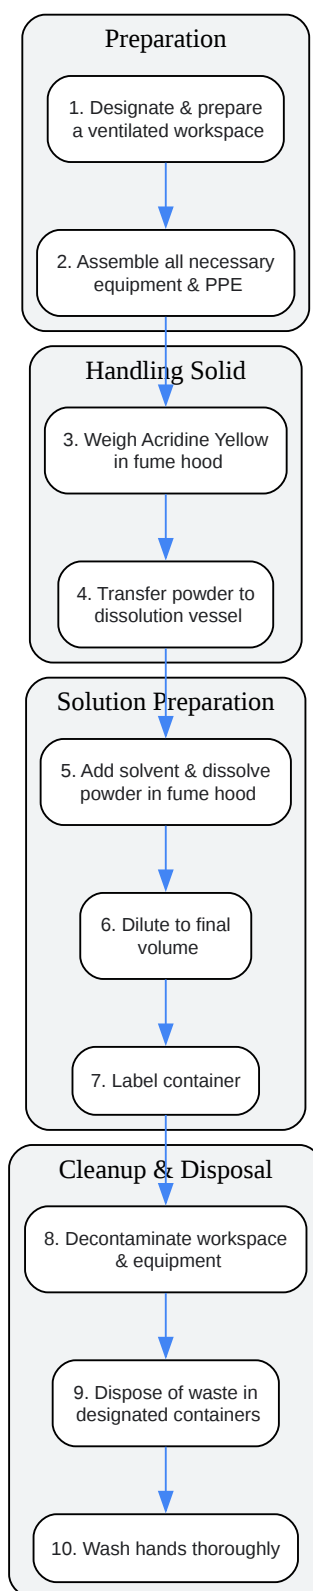 Preparation
1. Designate & prepare
a ventilated workspace
2. Assemble all necessary
equipment & PPE
Handling Solid
3. Weigh Acridine Yellow
in fume hood
4. Transfer powder to
dissolution vessel
Solution Preparation
5. Add solvent & dissolve
powder in fume hood
6. Dilute to final
volume
7. Label container
Cleanup & Disposal
8. Decontaminate workspace
& equipment
9. Dispose of waste in
designated containers
10. Wash hands thoroughly